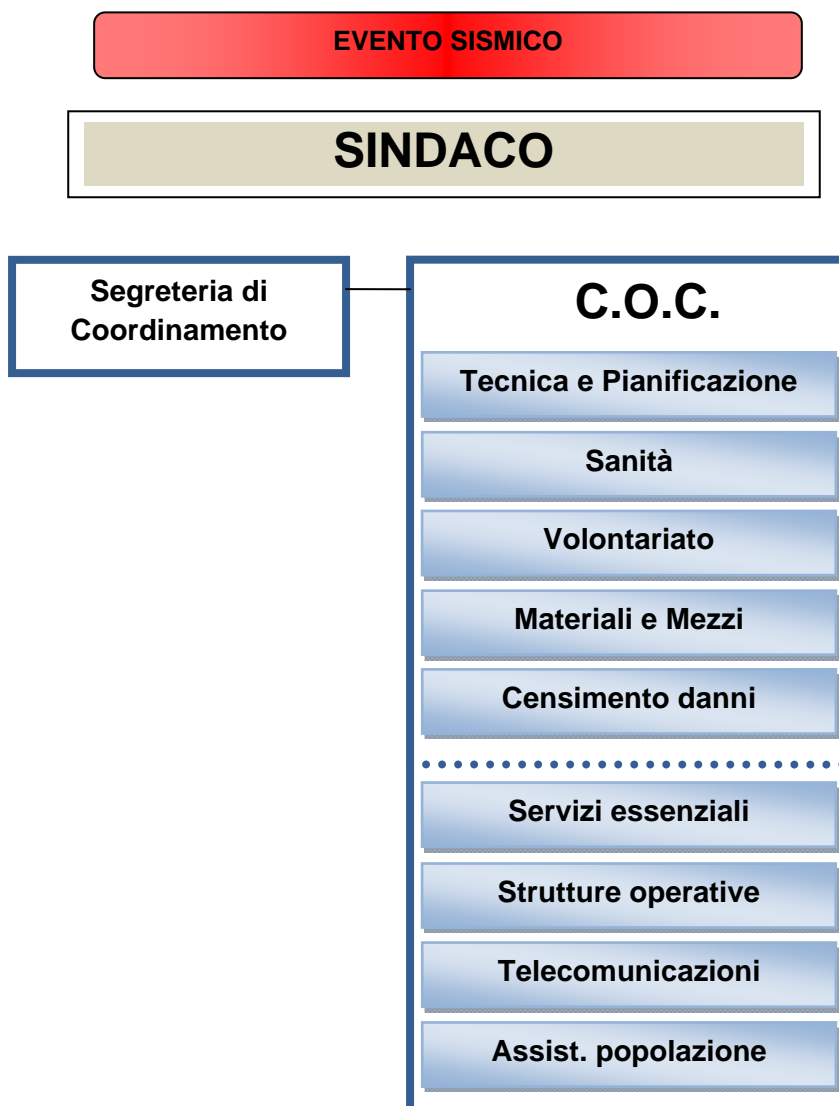 EVENTO SISMICO
SINDACO
Segreteria di
Coordinamento
C.O.C.
Tecnica e Pianificazione
Sanità
Volontariato
Materiali e Mezzi
Censimento danni
Servizi essenziali
Strutture operative
Telecomunicazioni
Assist. popolazione